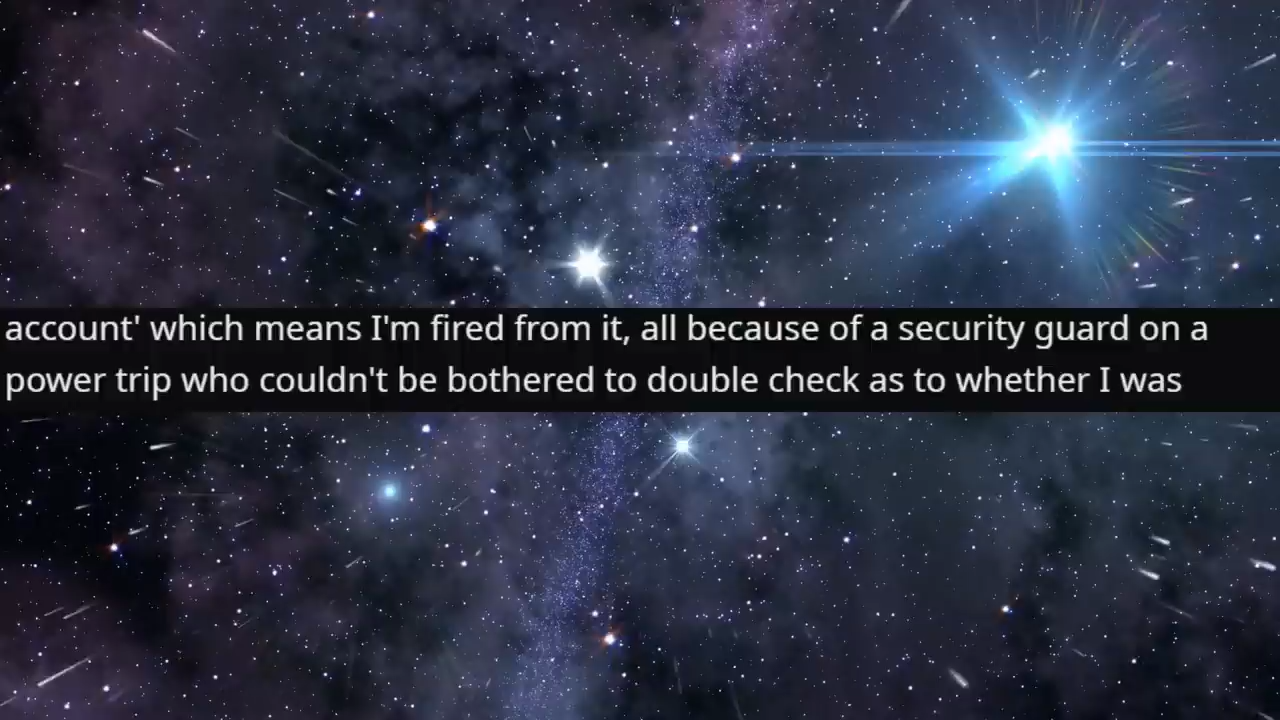 account' which means I'm fired from it, all because of a security guard on a
power trip who couldn't be bothered to double check as to whether I was